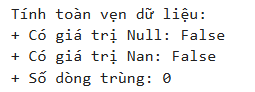 Tính toàn vẹn dữ liệu:
+ Có giá trị Null: False
+ Có giá trị Nan: False
+ Số dòng trùng: 0